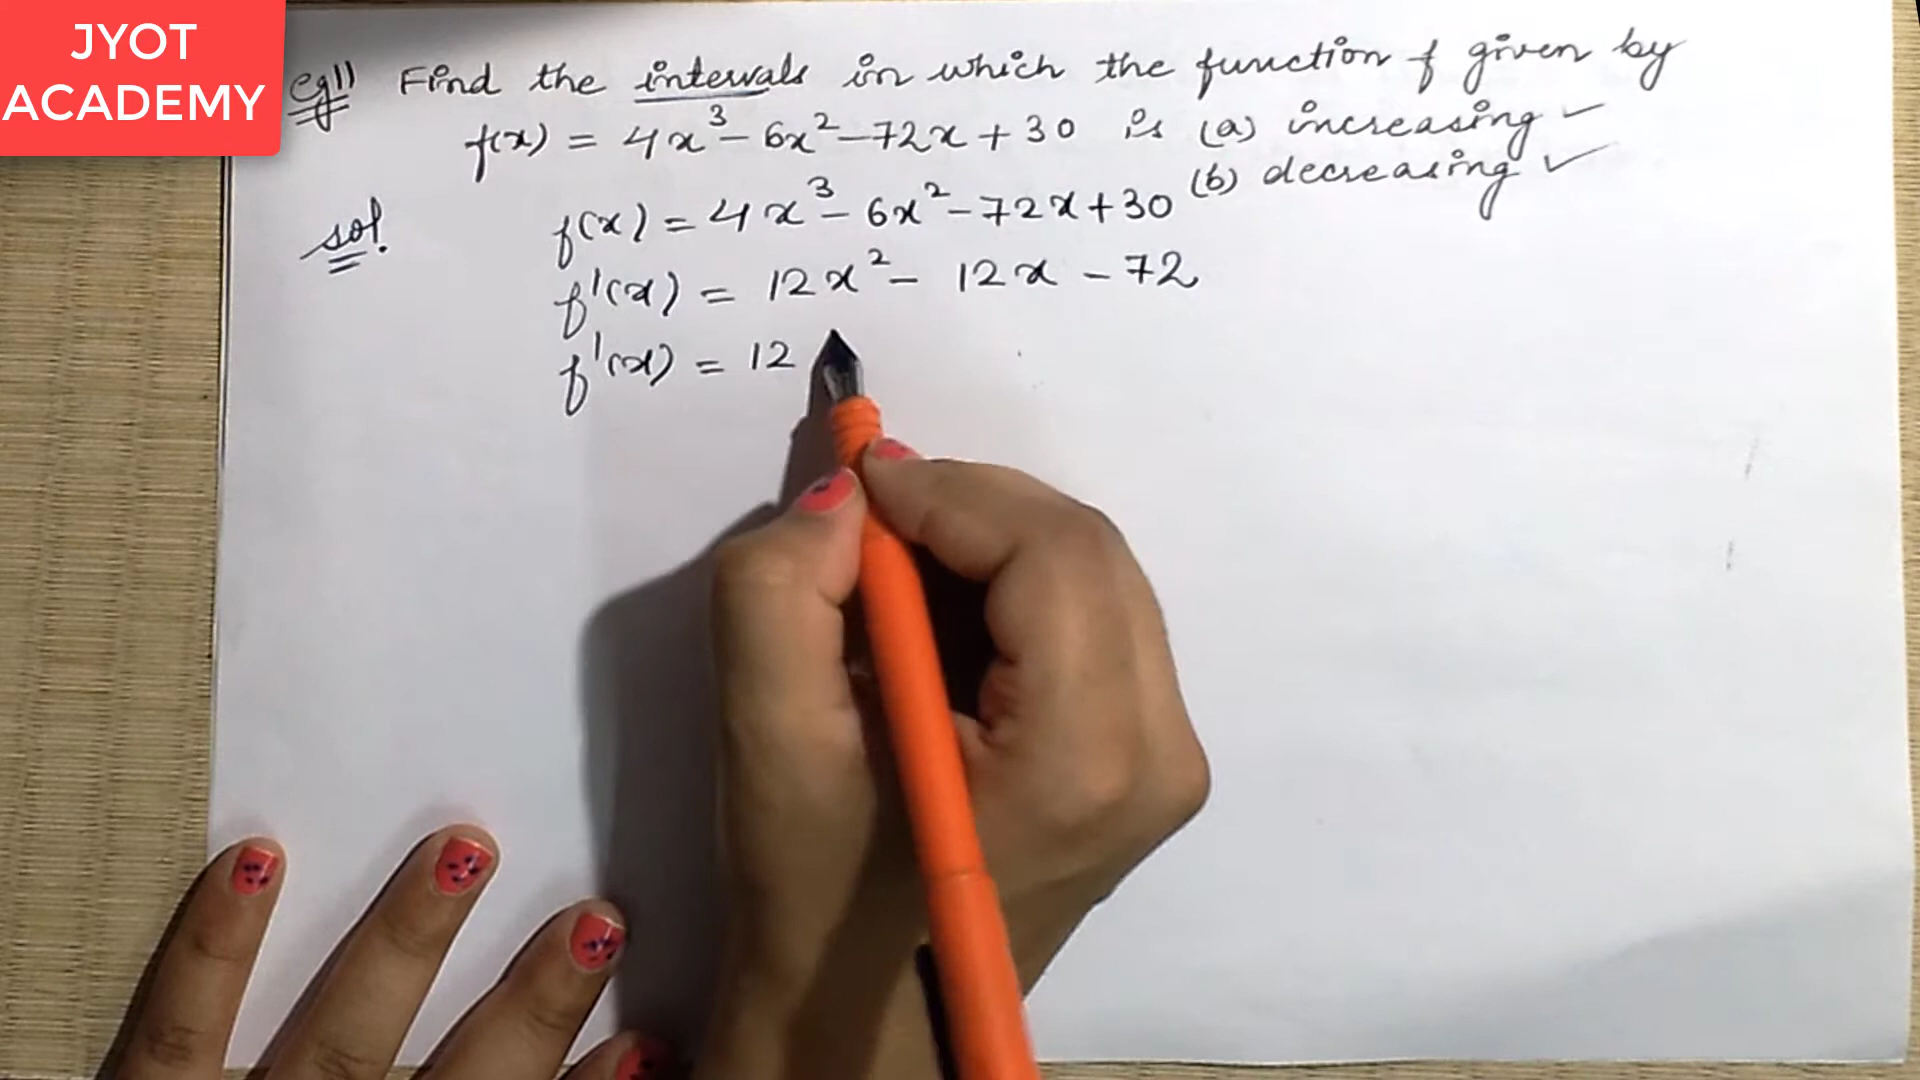 JYOT
ACADEMY
eg11 Find the intervals in which the function f given by
f(x) = 4x³ - 6x² - 72x + 30 is (a) increasing ✓
(b) decreasing ✓
sol. f(x) = 4x³ - 6x² - 72x + 30
f'(x) = 12x² - 12x - 72
f'(x) = 12